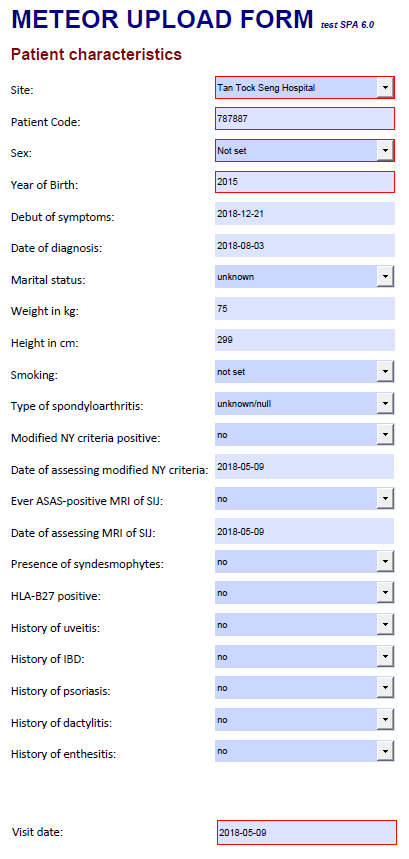 METEOR UPLOAD FORM test SPA 6.0
Patient characteristics
Site: Tan Tock Seng Hospital
Patient Code: 787887
Sex: Not set
Year of Birth: 2015
Debut of symptoms: 2018-12-21
Date of diagnosis: 2018-08-03
Marital status: unknown
Weight in kg: 75
Height in cm: 299
Smoking: not set
Type of spondyloarthritis: unknown/null
Modified NY criteria positive: no
Date of assessing modified NY criteria: 2018-05-09
Ever ASAS-positive MRI of SIJ: no
Date of assessing MRI of SIJ: 2018-05-09
Presence of syndesmophytes: no
HLA-B27 positive: no
History of uveitis: no
History of IBD: no
History of psoriasis: no
History of dactylitis: no
History of enthesitis: no
Visit date: 2018-05-09